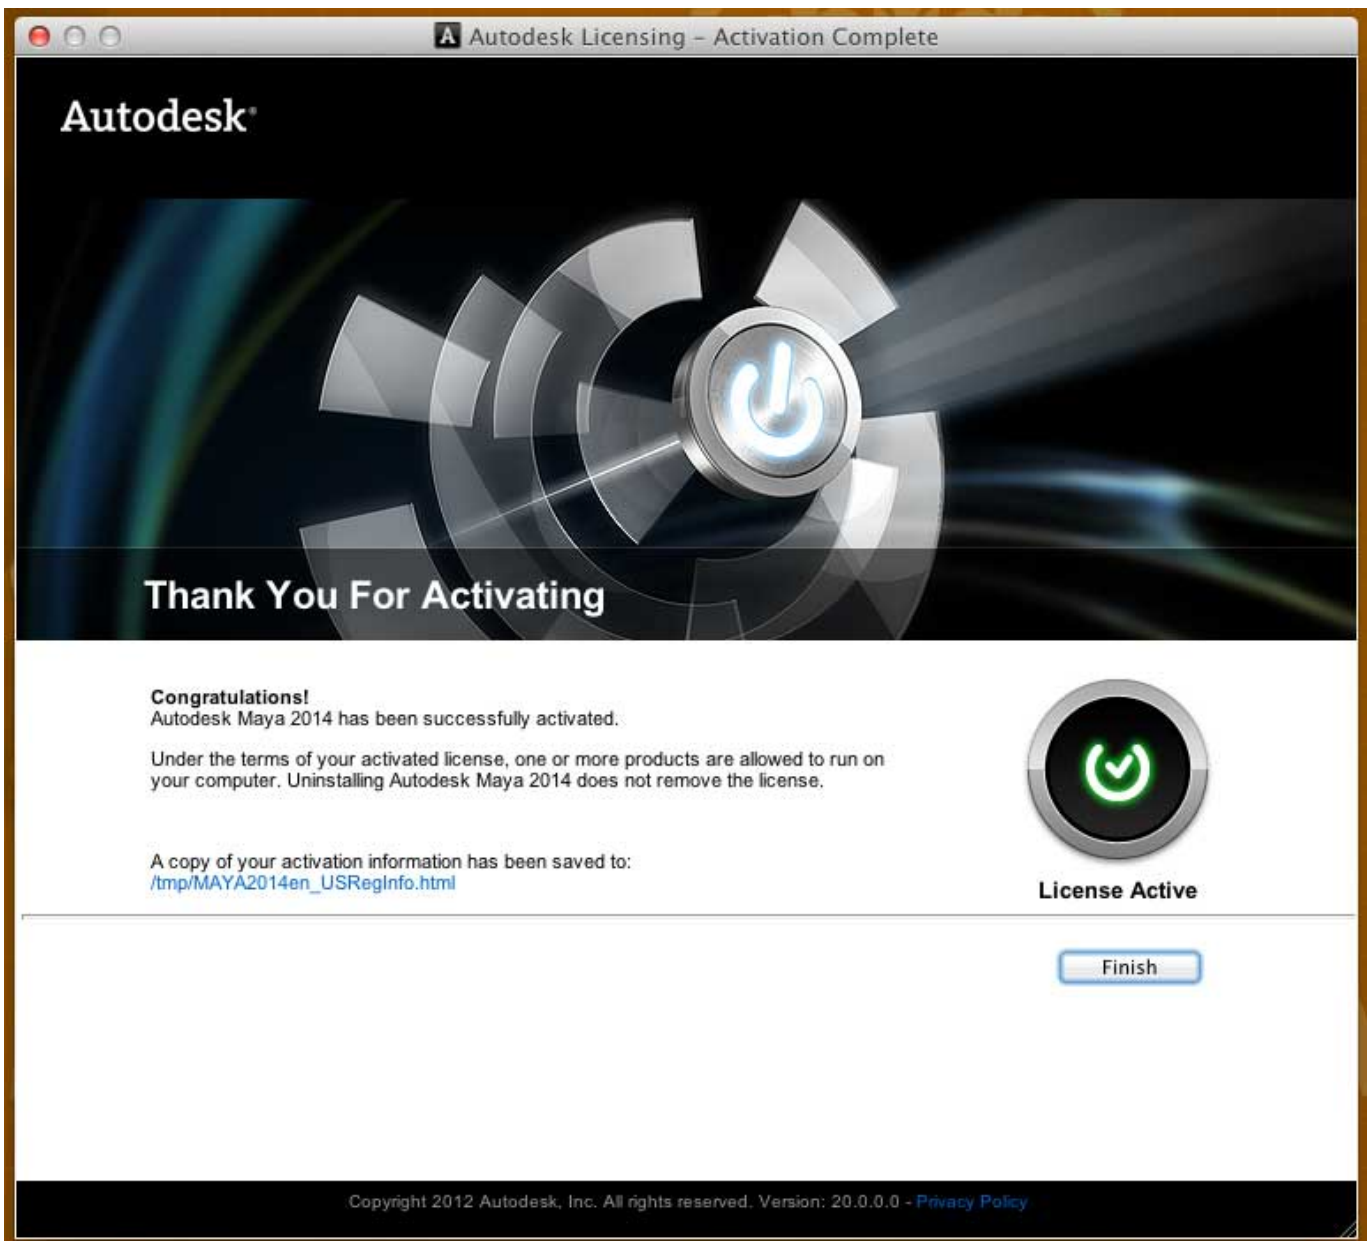 Autodesk Licensing – Activation Complete
Autodesk®
Thank You For Activating
Congratulations!
Autodesk Maya 2014 has been successfully activated.
Under the terms of your activated license, one or more products are allowed to run on
your computer. Uninstalling Autodesk Maya 2014 does not remove the license.
A copy of your activation information has been saved to:
/tmp/MAYA2014en_USRegInfo.html
License Active
Finish
Copyright 2012 Autodesk, Inc. All rights reserved. Version: 20.0.0.0 - Privacy Policy